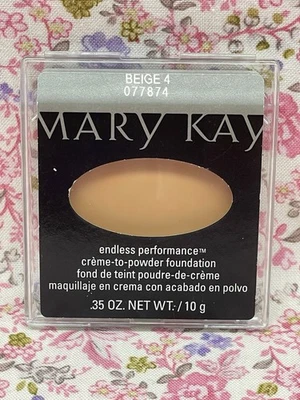 BEIGE 4
077874
MARY KAY
endless performance™
crème-to-powder foundation
fond de teint poudre-de-crème
maquillaje en crema con acabado en polvo
.35 OZ. NET WT. / 10 g